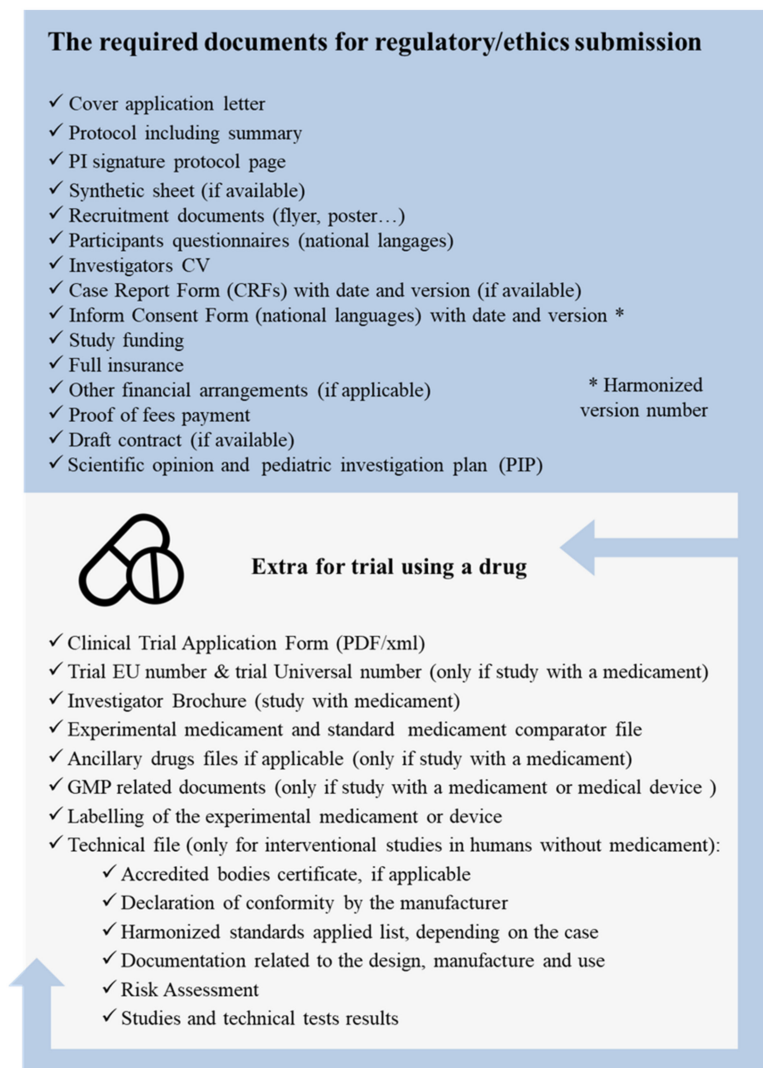 The required documents for regulatory/ethics submission
✓ Cover application letter
✓ Protocol including summary
✓ PI signature protocol page
✓ Synthetic sheet (if available)
✓ Recruitment documents (flyer, poster…)
✓ Participants questionnaires (national langages)
✓ Investigators CV
✓ Case Report Form (CRFs) with date and version (if available)
✓ Inform Consent Form (national languages) with date and version *
✓ Study funding
✓ Full insurance
✓ Other financial arrangements (if applicable)
✓ Proof of fees payment
✓ Draft contract (if available)
✓ Scientific opinion and pediatric investigation plan (PIP)
* Harmonized
version number
Extra for trial using a drug
✓ Clinical Trial Application Form (PDF/xml)
✓ Trial EU number & trial Universal number (only if study with a medicament)
✓ Investigator Brochure (study with medicament)
✓ Experimental medicament and standard medicament comparator file
✓ Ancillary drugs files if applicable (only if study with a medicament)
✓ GMP related documents (only if study with a medicament or medical device )
✓ Labelling of the experimental medicament or device
✓ Technical file (only for interventional studies in humans without medicament):
✓ Accredited bodies certificate, if applicable
✓ Declaration of conformity by the manufacturer
✓ Harmonized standards applied list, depending on the case
✓ Documentation related to the design, manufacture and use
✓ Risk Assessment
✓ Studies and technical tests results